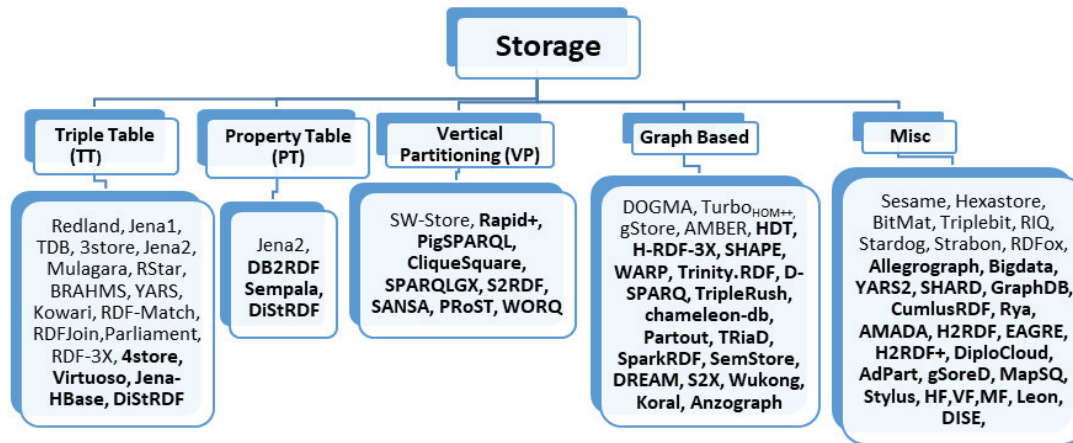 Storage
Triple Table
(TT)
Property Table
(PT)
Vertical
Partitioning (VP)
Graph Based
Misc
Redland, Jena1,
TDB, 3store, Jena2,
Mulagara, RStar,
BRAHMS, YARS,
Kowari, RDF-Match,
RDFJoin,Parliament,
RDF-3X, 4store,
Virtuoso, Jena-
HBase, DiStRDF
Jena2,
DB2RDF
Sempala,
DiStRDF
SW-Store, Rapid+,
PigSPARQL,
CliqueSquare,
SPARQLGX, S2RDF,
SANSA, PRoST, WORQ
DOGMA, TurboHOM++,
gStore, AMBER, HDT,
H-RDF-3X, SHAPE,
WARP, Trinity.RDF, D-
SPARQ, TripleRush,
chameleon-db,
Partout, TRiaD,
SparkRDF, SemStore,
DREAM, S2X, Wukong,
Koral, Anzograph
Sesame, Hexastore,
BitMat, Triplebit, RIQ,
Stardog, Strabon, RDFox,
Allegrograph, Bigdata,
YARS2, SHARD, GraphDB,
CumlusRDF, Rya,
AMADA, H2RDF, EAGRE,
H2RDF+, DiploCloud,
AdPart, gSoreD, MapSQ,
Stylus, HF,VF,MF, Leon,
DISE,